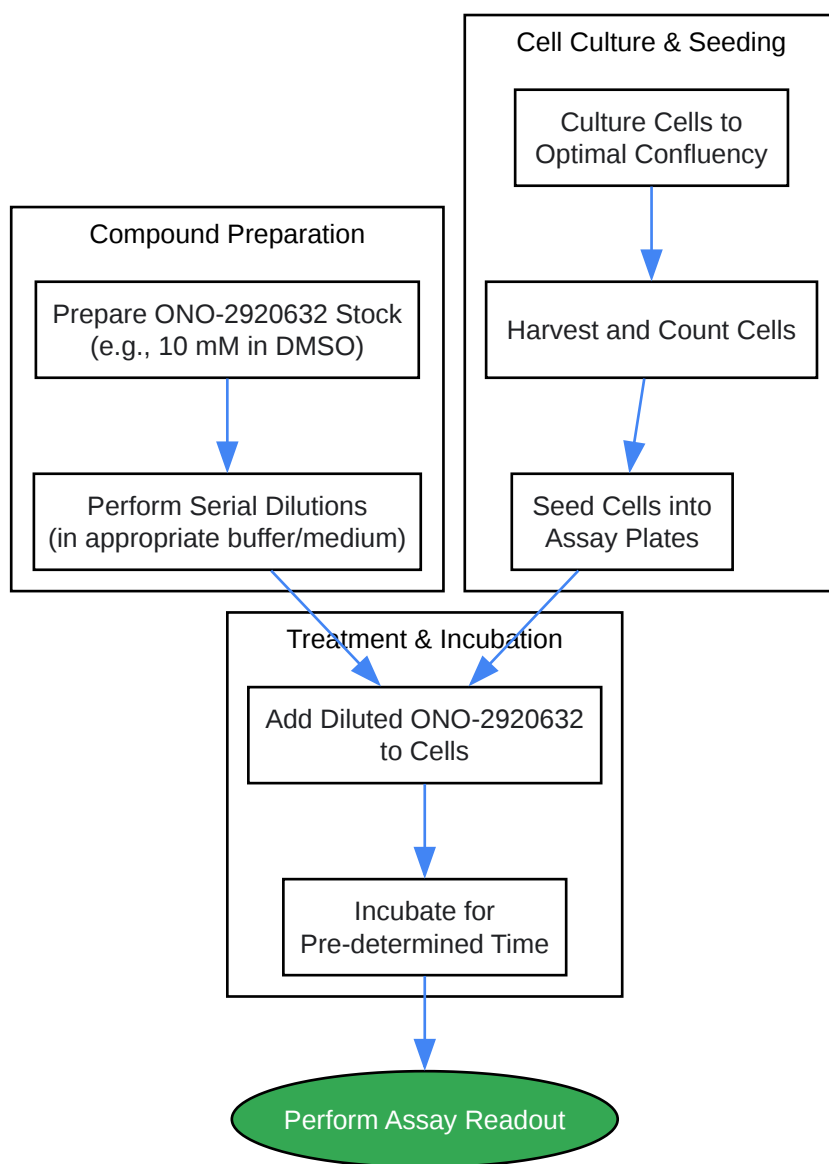 Cell Culture & Seeding
Culture Cells to
Optimal Confluency
Harvest and Count Cells
Seed Cells into
Assay Plates
Compound Preparation
Prepare ONO-2920632 Stock
(e.g., 10 mM in DMSO)
Perform Serial Dilutions
(in appropriate buffer/medium)
Treatment & Incubation
Add Diluted ONO-2920632
to Cells
Incubate for
Pre-determined Time
Perform Assay Readout